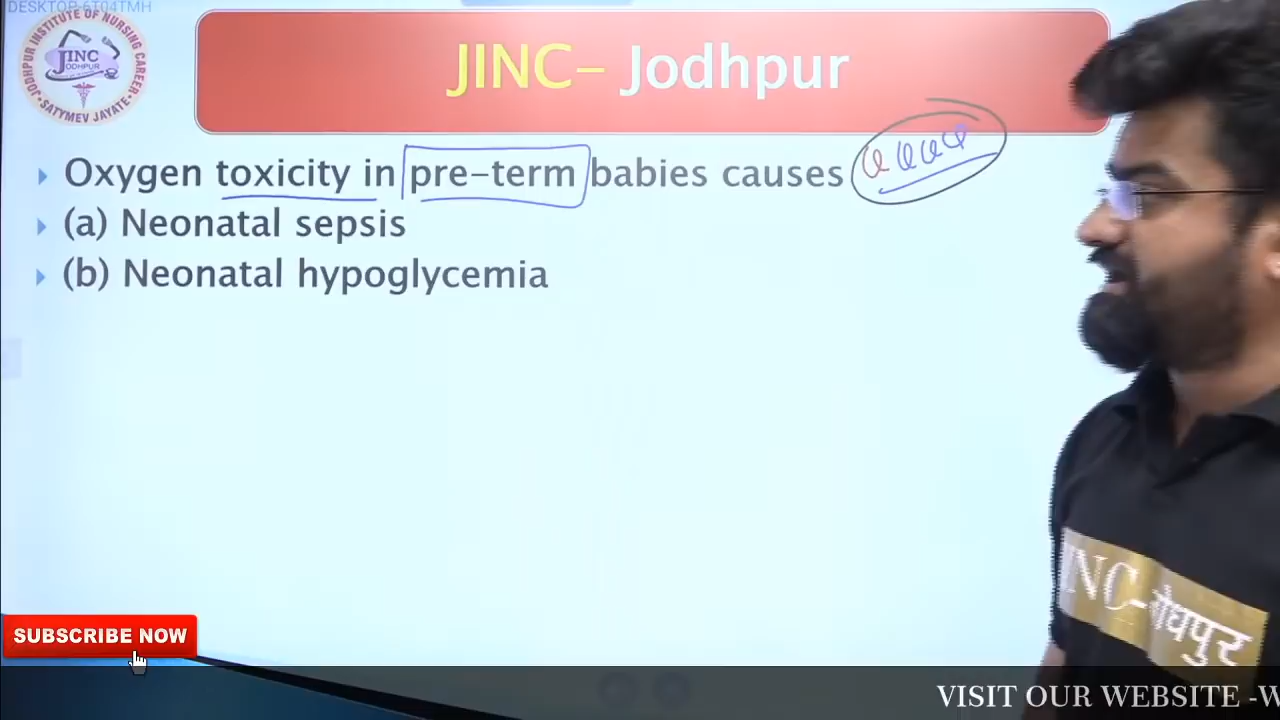 DESKTOP-6T04TMH
JODHPUR INSTITUTE OF NURSING CAREER
JINC
JODHPUR
SATYMEV JAYATE
JINC- Jodhpur
Oxygen toxicity in pre-term babies causes
(a) Neonatal sepsis
(b) Neonatal hypoglycemia
JINC-जोधपुर
SUBSCRIBE NOW
VISIT OUR WEBSITE -W